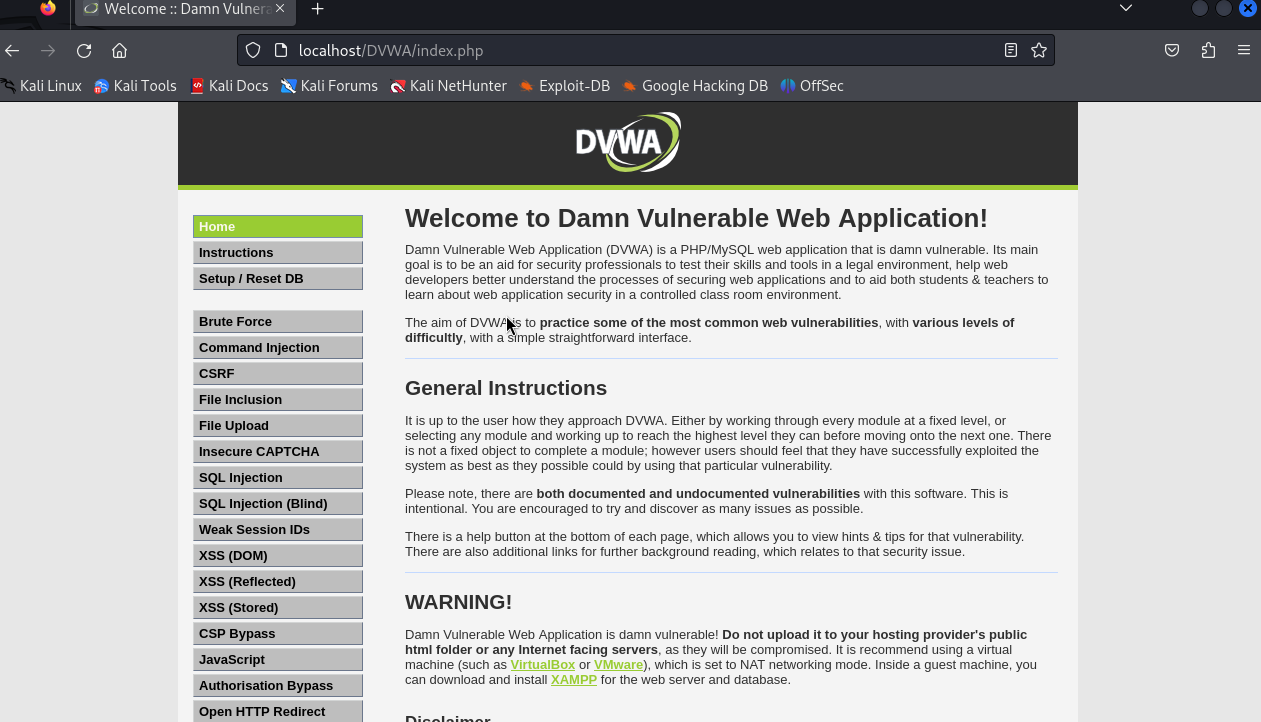 Welcome :: Damn Vulnera
localhost/DVWA/index.php
Kali Linux Kali Tools Kali Docs Kali Forums Kali NetHunter Exploit-DB Google Hacking DB OffSec
DVWA
Home
Instructions
Setup / Reset DB
Brute Force
Command Injection
CSRF
File Inclusion
File Upload
Insecure CAPTCHA
SQL Injection
SQL Injection (Blind)
Weak Session IDs
XSS (DOM)
XSS (Reflected)
XSS (Stored)
CSP Bypass
JavaScript
Authorisation Bypass
Open HTTP Redirect
Welcome to Damn Vulnerable Web Application!
Damn Vulnerable Web Application (DVWA) is a PHP/MySQL web application that is damn vulnerable. Its main
goal is to be an aid for security professionals to test their skills and tools in a legal environment, help web
developers better understand the processes of securing web applications and to aid both students & teachers to
learn about web application security in a controlled class room environment.
The aim of DVWA is to practice some of the most common web vulnerabilities, with various levels of
difficultly, with a simple straightforward interface.
General Instructions
It is up to the user how they approach DVWA. Either by working through every module at a fixed level, or
selecting any module and working up to reach the highest level they can before moving onto the next one. There
is not a fixed object to complete a module; however users should feel that they have successfully exploited the
system as best as they possible could by using that particular vulnerability.
Please note, there are both documented and undocumented vulnerabilities with this software. This is
intentional. You are encouraged to try and discover as many issues as possible.
There is a help button at the bottom of each page, which allows you to view hints & tips for that vulnerability.
There are also additional links for further background reading, which relates to that security issue.
WARNING!
Damn Vulnerable Web Application is damn vulnerable! Do not upload it to your hosting provider's public
html folder or any Internet facing servers, as they will be compromised. It is recommend using a virtual
machine (such as VirtualBox or VMware), which is set to NAT networking mode. Inside a guest machine, you
can download and install XAMPP for the web server and database.
Disclaimer